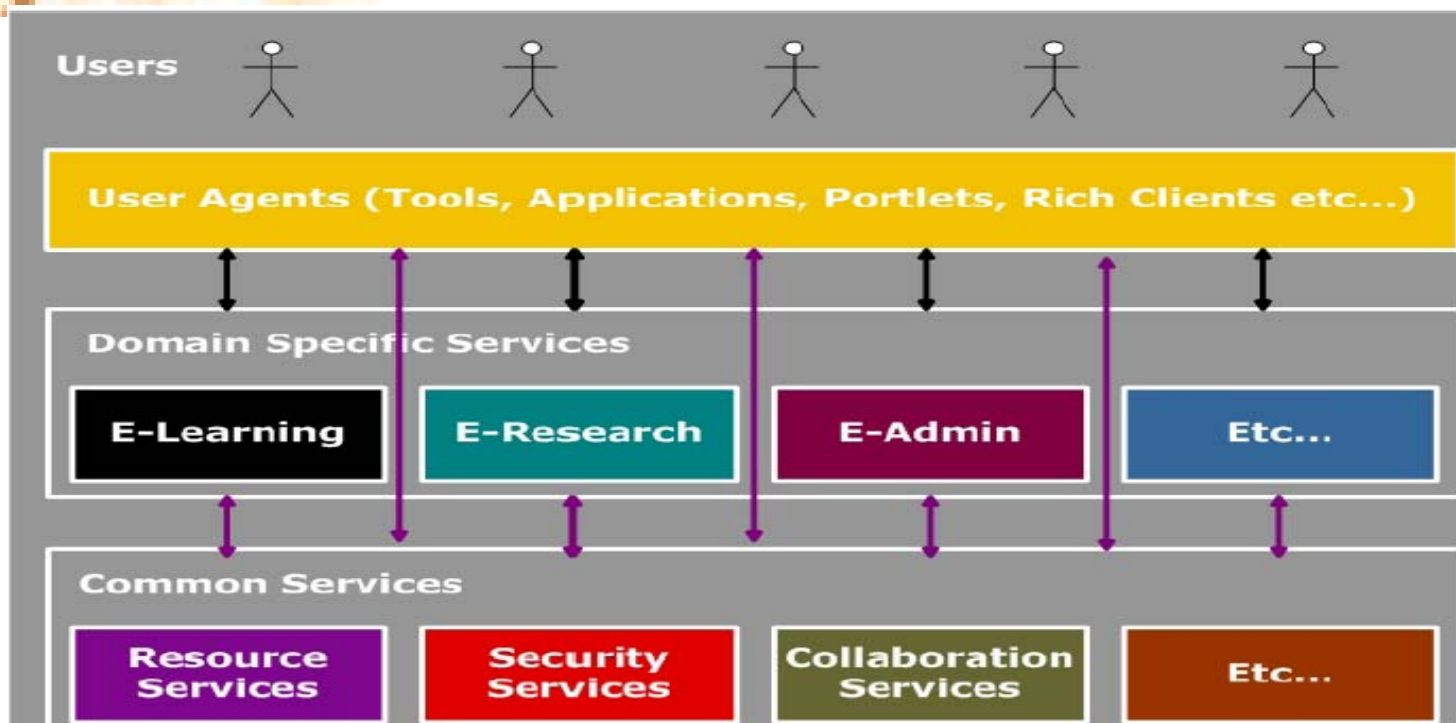 Users
User Agents (Tools, Applications, Portlets, Rich Clients etc...)
Domain Specific Services
E-Learning
E-Research
E-Admin
Etc...
Common Services
Resource
Services
Security
Services
Collaboration
Services
Etc...